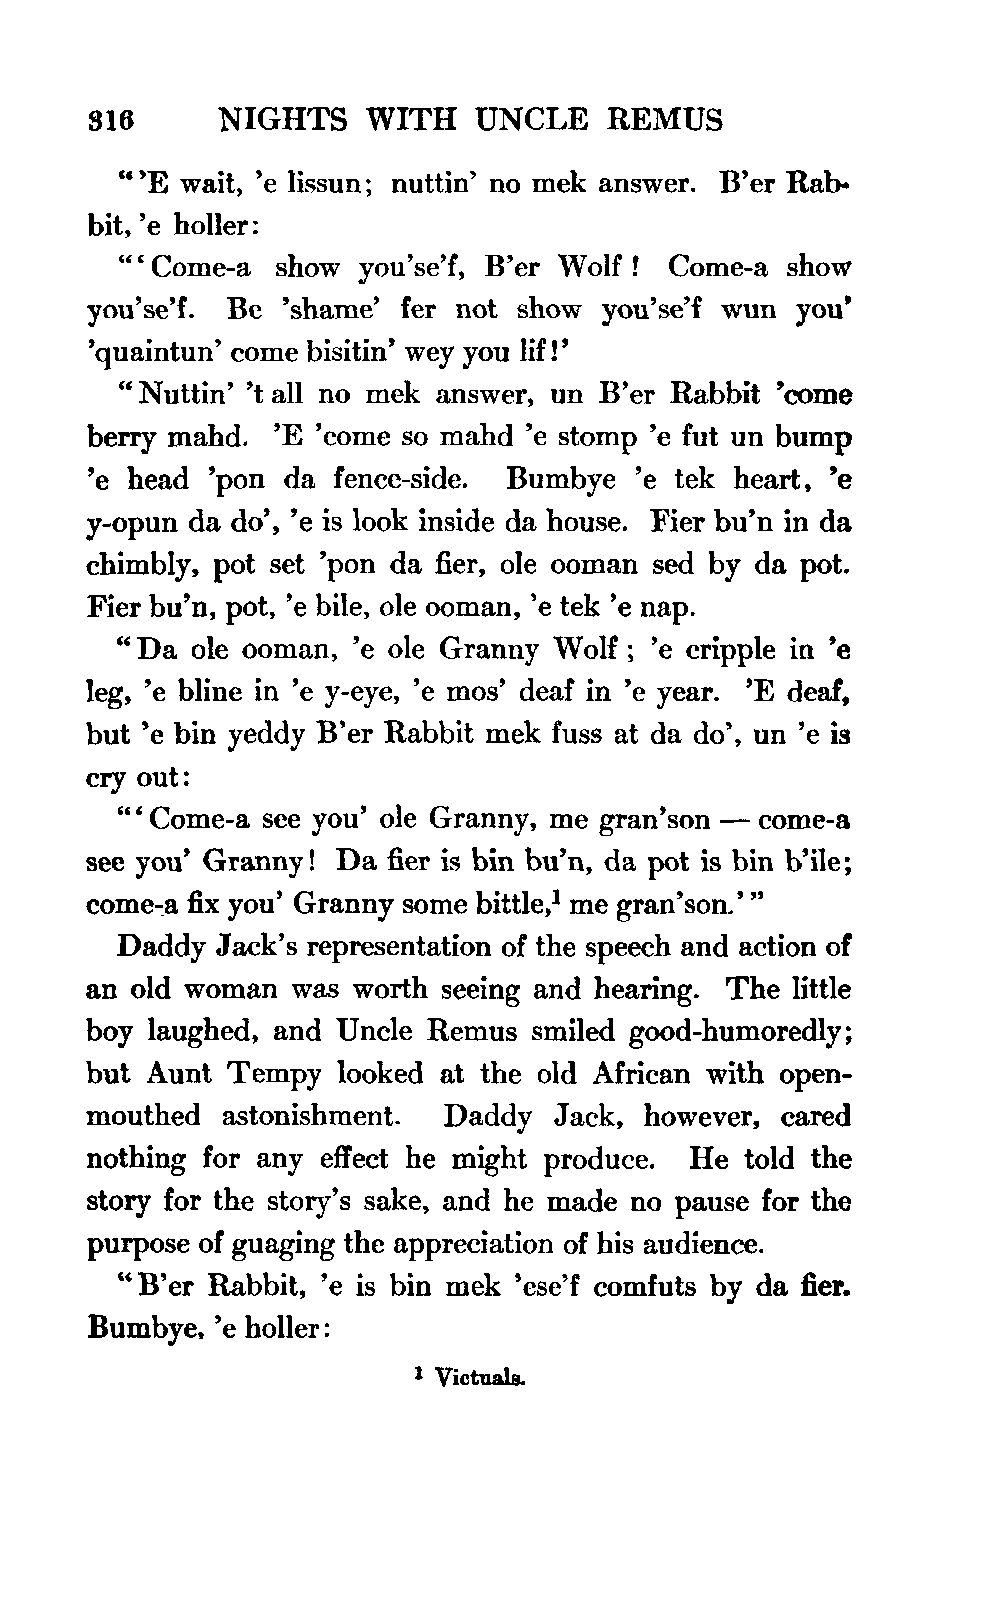 316 NIGHTS WITH UNCLE REMUS
"'E wait, 'e lissun; nuttin' no mek answer. B'er Rab-
bit, 'e holler:
"'Come-a show you'se'f, B'er Wolf! Come-a show
you'se'f. Be 'shame' fer not show you'se'f wun you'
'quaintun' come bisitin' wey you lif!'
"Nuttin' 't all no mek answer, un B'er Rabbit 'come
berry mahd. 'E 'come so mahd 'e stomp 'e fut un bump
'e head 'pon da fence-side. Bumbye 'e tek heart, 'e
y-opun da do', 'e is look inside da house. Fier bu'n in da
chimbly, pot set 'pon da fier, ole ooman sed by da pot.
Fier bu'n, pot, 'e bile, ole ooman, 'e tek 'e nap.
"Da ole ooman, 'e ole Granny Wolf; 'e cripple in 'e
leg, 'e bline in 'e y-eye, 'e mos' deaf in 'e year. 'E deaf,
but 'e bin yeddy B'er Rabbit mek fuss at da do', un 'e is
cry out:
"'Come-a see you' ole Granny, me gran'son — come-a
see you' Granny! Da fier is bin bu'n, da pot is bin b'ile;
come-a fix you' Granny some bittle,¹ me gran'son.'"
Daddy Jack's representation of the speech and action of
an old woman was worth seeing and hearing. The little
boy laughed, and Uncle Remus smiled good-humoredly;
but Aunt Tempy looked at the old African with open-
mouthed astonishment. Daddy Jack, however, cared
nothing for any effect he might produce. He told the
story for the story's sake, and he made no pause for the
purpose of guaging the appreciation of his audience.
"B'er Rabbit, 'e is bin mek 'ese'f comfuts by da fier.
Bumbye, 'e holler:
¹ Victuals.